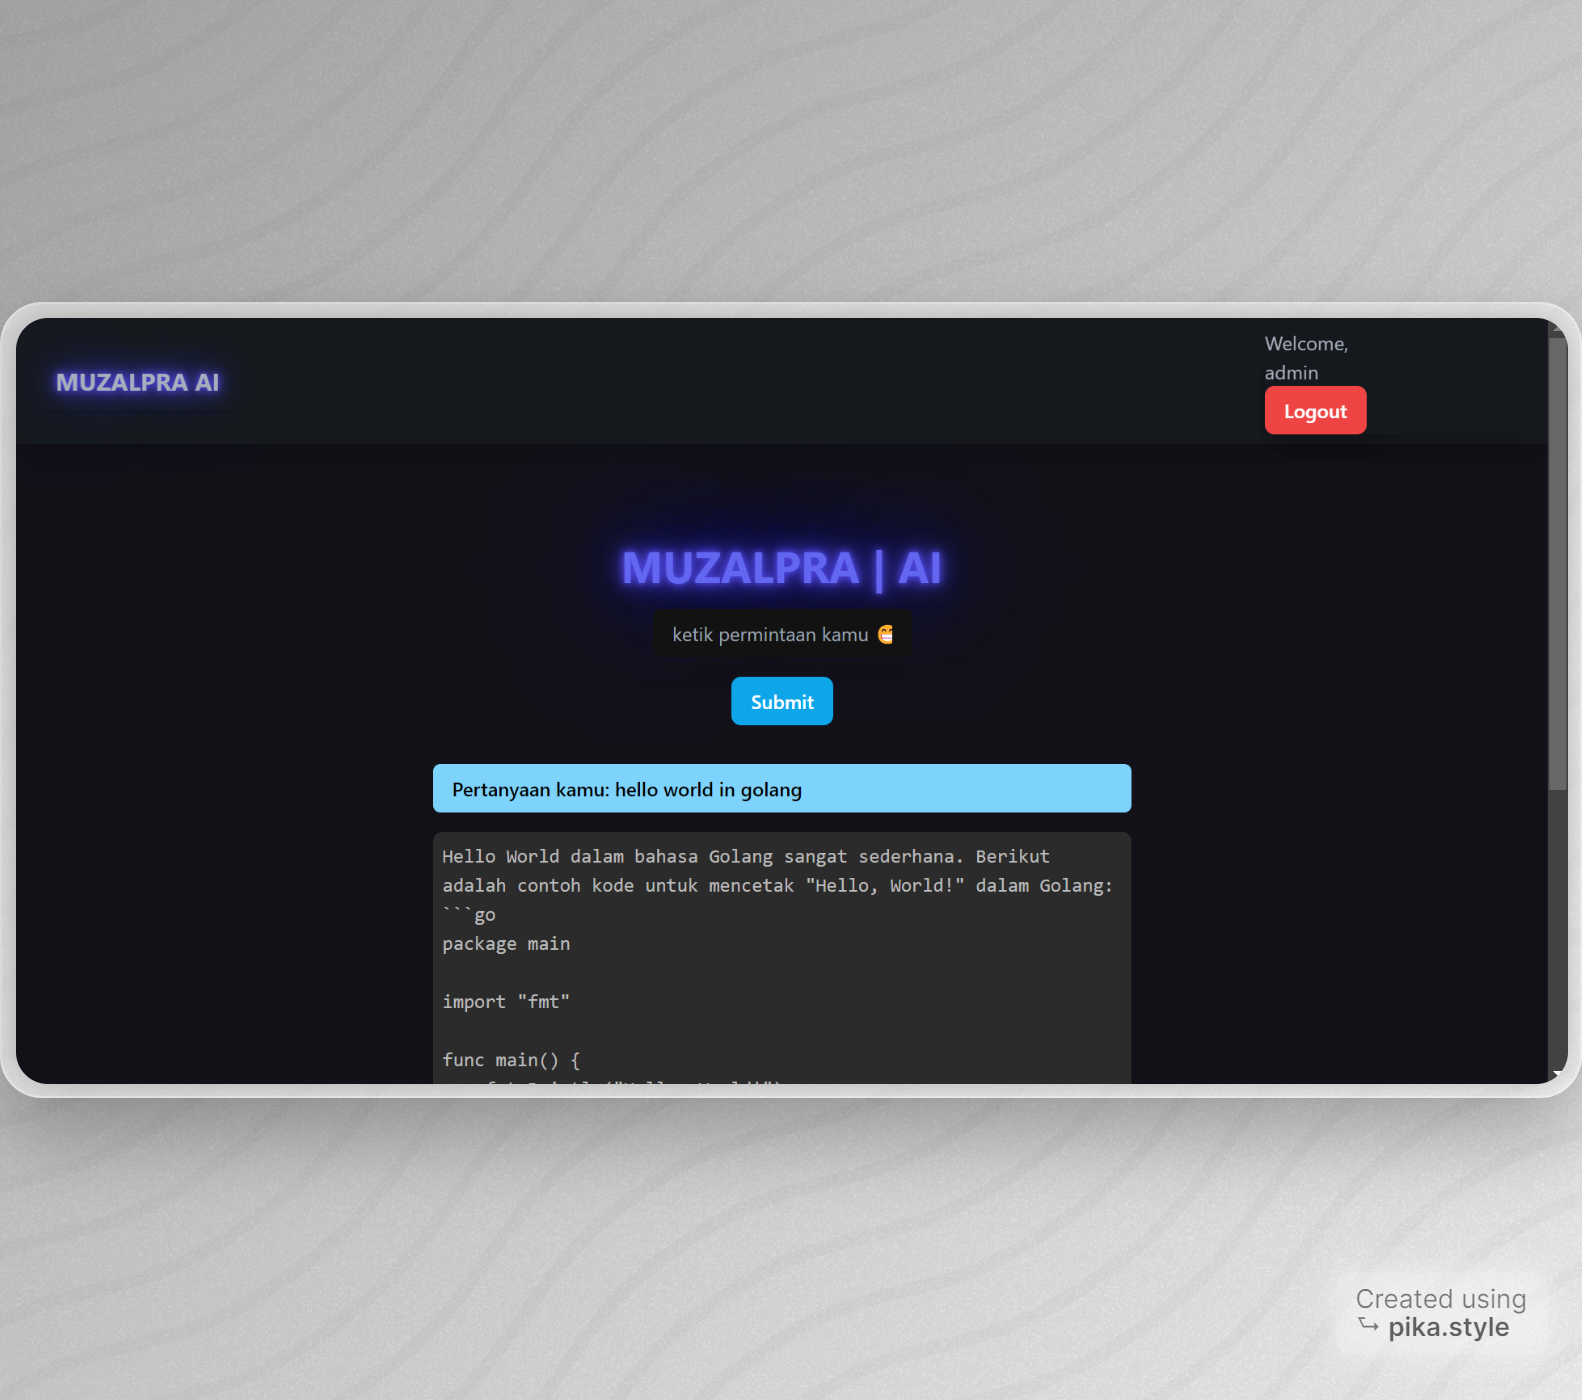 MUZALPRA AI
Welcome,
admin
Logout
MUZALPRA | AI
ketik permintaan kamu 😁
Submit
Pertanyaan kamu: hello world in golang
Hello World dalam bahasa Golang sangat sederhana. Berikut
adalah contoh kode untuk mencetak "Hello, World!" dalam Golang:
```go
package main
import "fmt"
func main() {
Created using
↪ pika.style